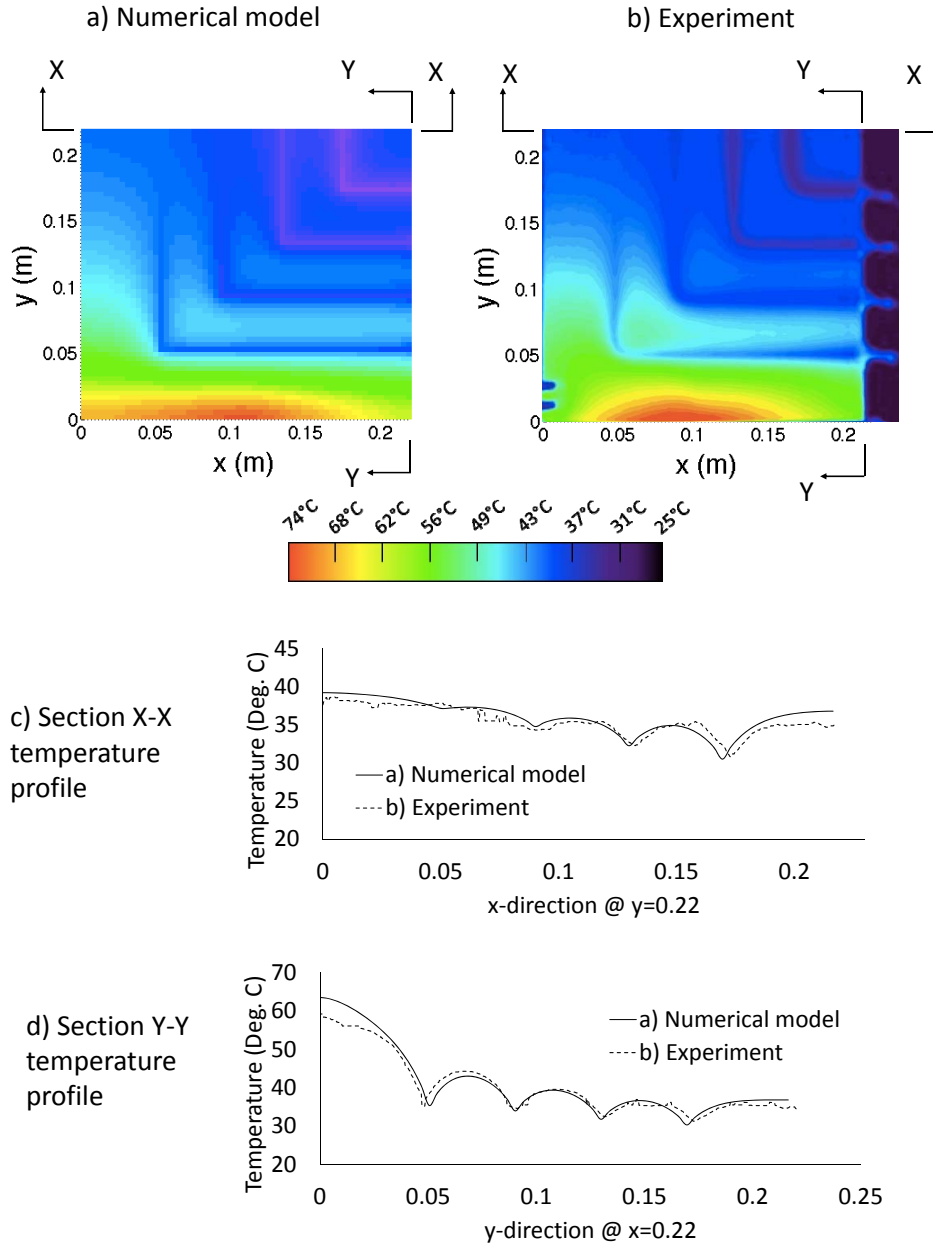 a) Numerical model
b) Experiment
X Y X
X Y X
0.2
0.15
0.1
0.05
0
y (m)
0 0.05 0.1 0.15 0.2
x (m)
Y
0.2
0.15
0.1
0.05
0
y (m)
0 0.05 0.1 0.15 0.2
x (m)
Y
74°C 68°C 62°C 56°C 49°C 43°C 37°C 31°C 25°C
c) Section X-X
temperature
profile
Temperature (Deg. C)
45
40
35
30
25
20
a) Numerical model
b) Experiment
0 0.05 0.1 0.15 0.2
x-direction @ y=0.22
d) Section Y-Y
temperature
profile
Temperature (Deg. C)
70
60
50
40
30
20
a) Numerical model
b) Experiment
0 0.05 0.1 0.15 0.2 0.25
y-direction @ x=0.22